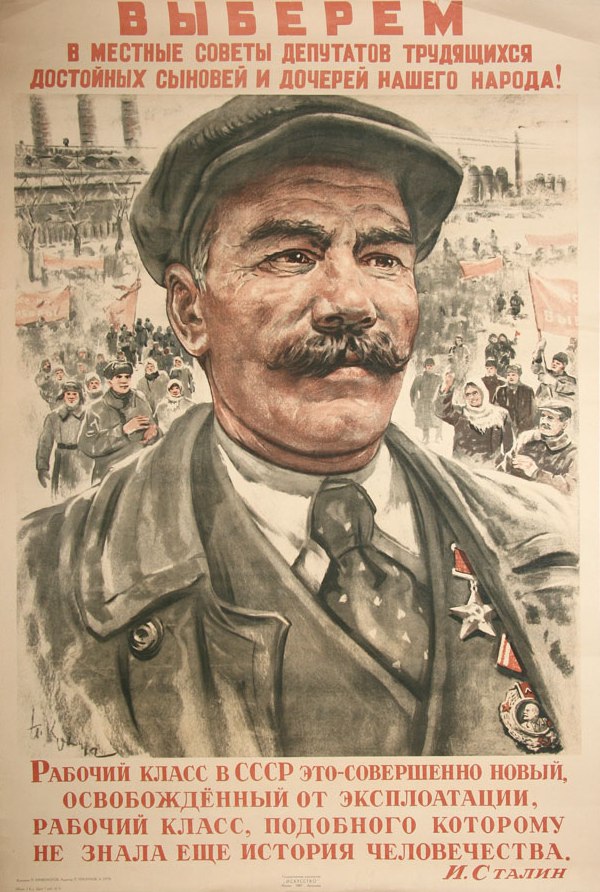 ВЫБЕРЕМ
В МЕСТНЫЕ СОВЕТЫ ДЕПУТАТОВ ТРУДЯЩИХСЯ
ДОСТОЙНЫХ СЫНОВЕЙ И ДОЧЕРЕЙ НАШЕГО НАРОДА!
РАБОЧИЙ КЛАСС В СССР ЭТО-СОВЕРШЕННО НОВЫЙ,
ОСВОБОЖДЁННЫЙ ОТ ЭКСПЛОАТАЦИИ,
РАБОЧИЙ КЛАСС, ПОДОБНОГО КОТОРОМУ
НЕ ЗНАЛА ЕЩЕ ИСТОРИЯ ЧЕЛОВЕЧЕСТВА.
И. СТАЛИН
"ИСКУССТВО"